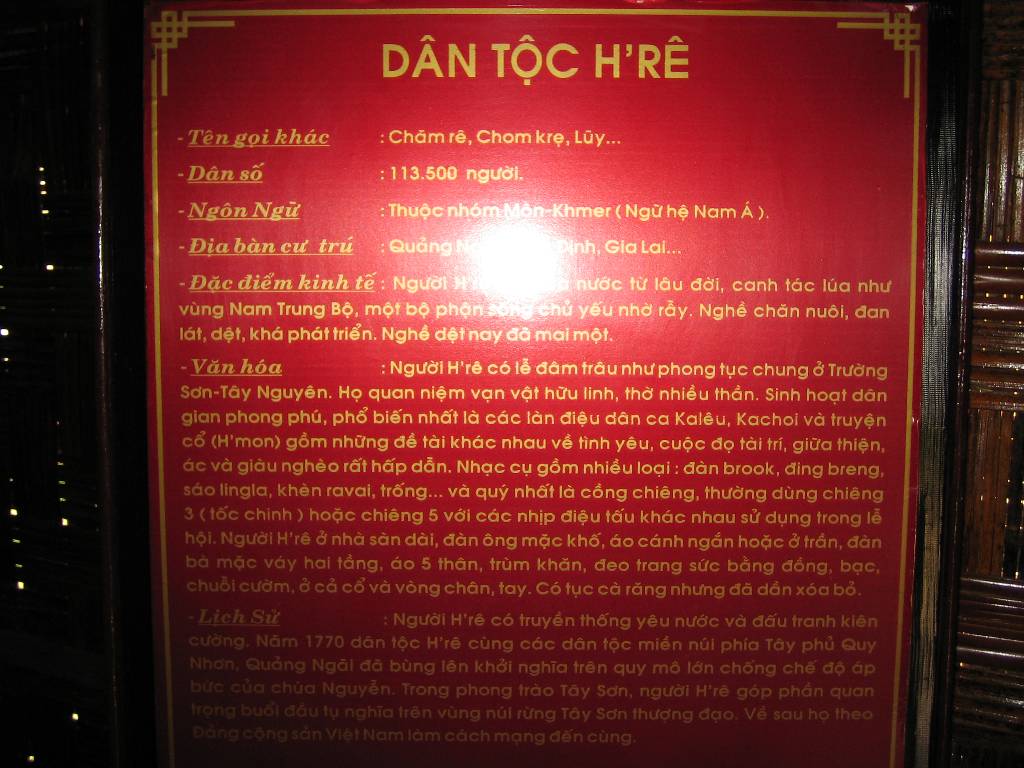 DÂN TỘC H'RÊ
- Tên gọi khác : Chăm rê, Chom krẹ, Lũy...
- Dân số : 113.500 người.
- Ngôn Ngữ : Thuộc nhóm Môn-Khmer ( Ngữ hệ Nam Á ).
- Địa bàn cư trú : Quảng Định, Gia Lai...
- Đặc điểm kinh tế : Người H'rê nước từ lâu đời, canh tác lúa như
vùng Nam Trung Bộ, một bộ phận sống chủ yếu nhờ rẫy. Nghề chăn nuôi, đan
lát, dệt, khá phát triển. Nghề dệt nay đã mai một.
- Văn hóa : Người H'rê có lễ đâm trâu như phong tục chung ở Trường
Sơn-Tây Nguyên. Họ quan niệm vạn vật hữu linh, thờ nhiều thần. Sinh hoạt dân
gian phong phú, phổ biến nhất là các làn điệu dân ca Kalêu, Kachoi và truyện
cổ (H'mon) gồm những đề tài khác nhau về tình yêu, cuộc đọ tài trí, giữa thiện,
ác và giàu nghèo rất hấp dẫn. Nhạc cụ gồm nhiều loại : đàn brook, đing breng,
sáo lingla, khèn ravai, trống... và quý nhất là cồng chiêng, thường dùng chiêng
3 ( tốc chinh ) hoặc chiêng 5 với các nhịp điệu tấu khác nhau sử dụng trong lễ
hội. Người H'rê ở nhà sàn dài, đàn ông mặc khố, áo cánh ngắn hoặc ở trần, đàn
bà mặc váy hai tầng, áo 5 thân, trùm khăn, đeo trang sức bằng đồng, bạc,
chuỗi cườm, ở cả cổ và vòng chân, tay. Có tục cà răng nhưng đã dần xóa bỏ.
- Lịch Sử : Người H'rê có truyền thống yêu nước và đấu tranh kiên
cường. Năm 1770 dân tộc H'rê cùng các dân tộc miền núi phía Tây phủ Quy
Nhơn, Quảng Ngãi đã bùng lên khởi nghĩa trên quy mô lớn chống chế độ áp
bức của chúa Nguyễn. Trong phong trào Tây Sơn, người H'rê góp phần quan
trọng buổi đầu tụ nghĩa trên vùng núi rừng Tây Sơn thượng đạo. Về sau họ theo
Đảng cộng sản Việt Nam làm cách mạng đến cùng.